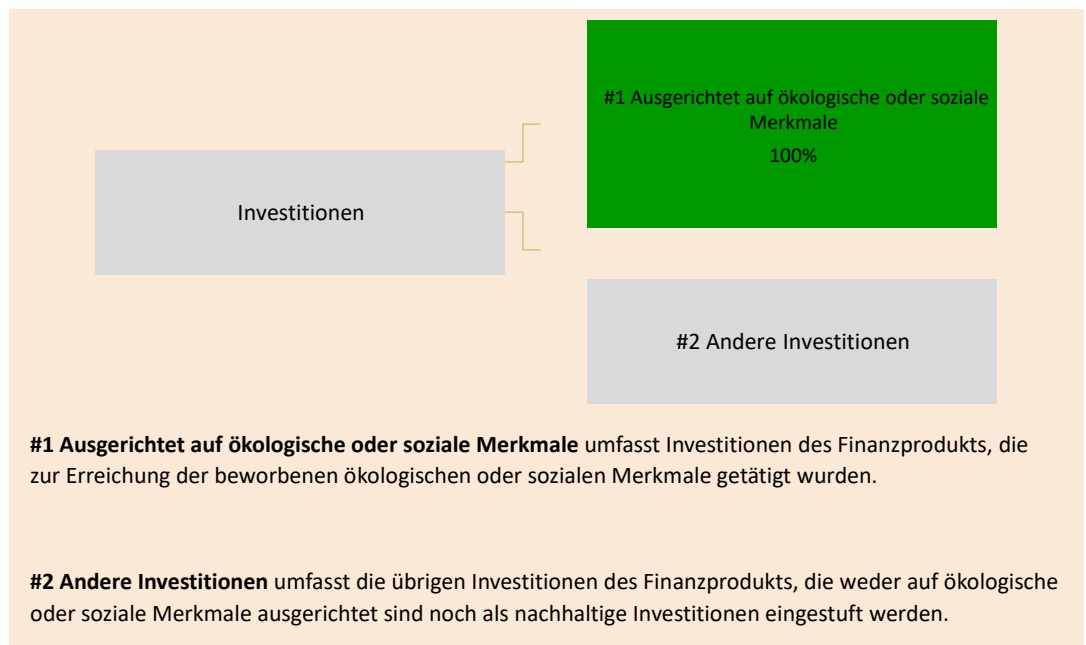 #1 Ausgerichtet auf ökologische oder soziale
Merkmale
100%
Investitionen
#2 Andere Investitionen
#1 Ausgerichtet auf ökologische oder soziale Merkmale umfasst Investitionen des Finanzprodukts, die
zur Erreichung der beworbenen ökologischen oder sozialen Merkmale getätigt wurden.
#2 Andere Investitionen umfasst die übrigen Investitionen des Finanzprodukts, die weder auf ökologische
oder soziale Merkmale ausgerichtet sind noch als nachhaltige Investitionen eingestuft werden.